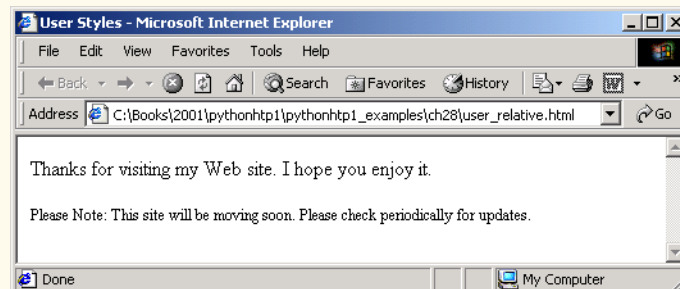 User Styles - Microsoft Internet Explorer
File Edit View Favorites Tools Help
Back Search Favorites History »
Address C:\Books\2001\pythonhtp1\pythonhtp1_examples\ch28\user_relative.html Go
Thanks for visiting my Web site. I hope you enjoy it.
Please Note: This site will be moving soon. Please check periodically for updates.
Done My Computer